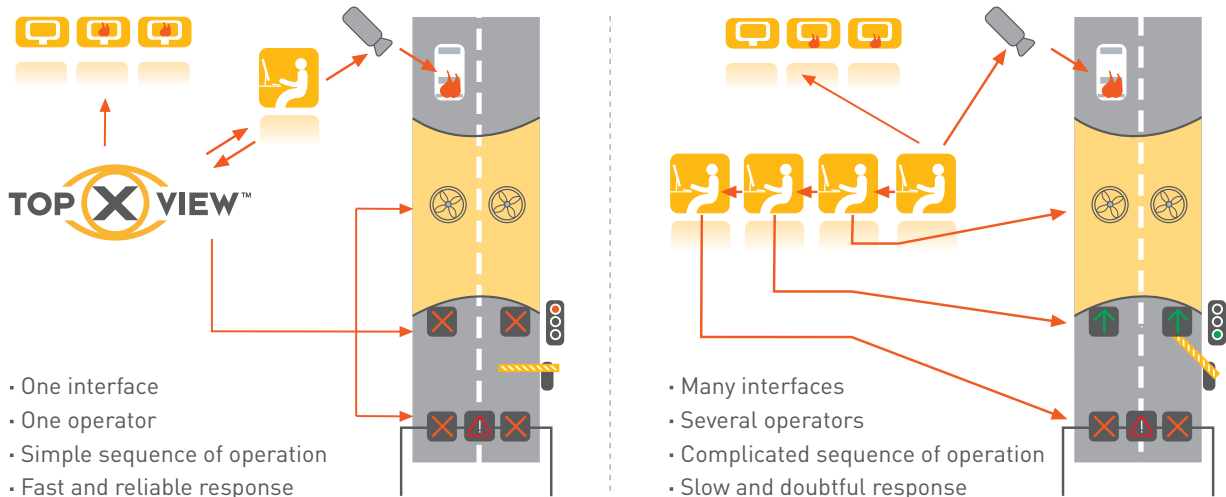 TOP X VIEW™
· One interface
· One operator
· Simple sequence of operation
· Fast and reliable response
· Many interfaces
· Several operators
· Complicated sequence of operation
· Slow and doubtful response